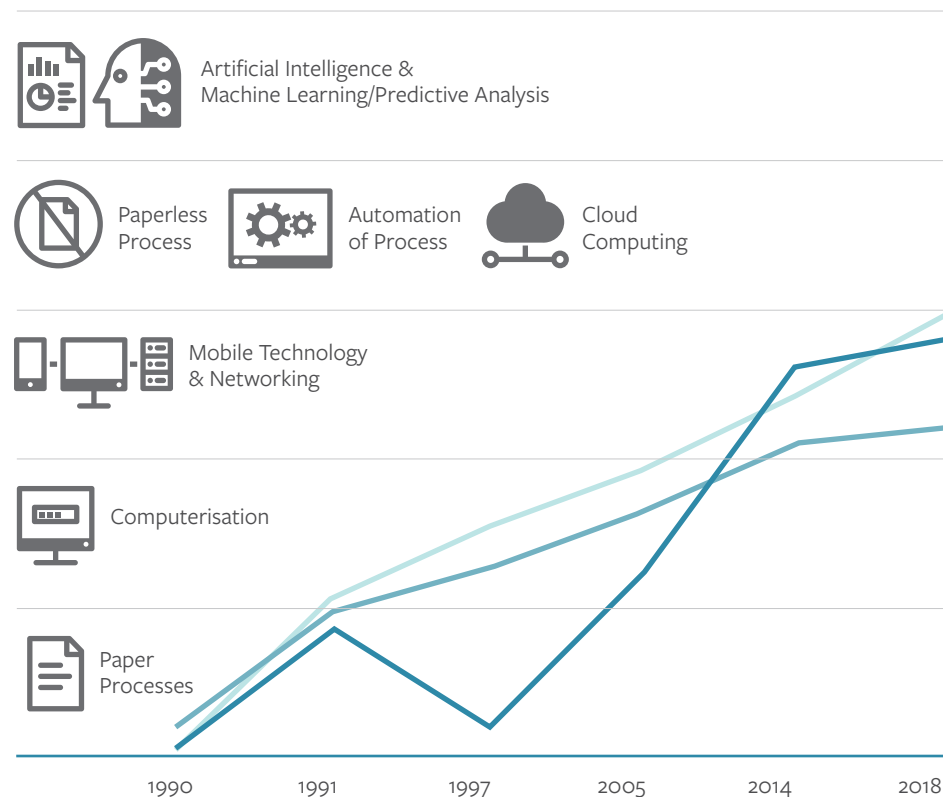 Artificial Intelligence &
Machine Learning/Predictive Analysis
Paperless
Process
Automation
of Process
Cloud
Computing
Mobile Technology
& Networking
Computerisation
Paper
Processes
1990
1991
1997
2005
2014
2018